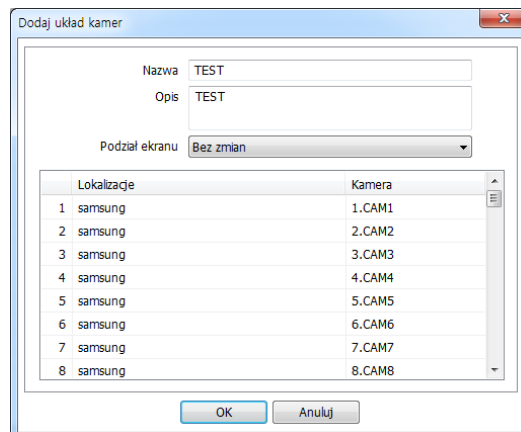 Dodaj układ kamer
Nazwa TEST
Opis TEST
Podział ekranu Bez zmian
Lokalizacje Kamera
1 samsung 1.CAM1
2 samsung 2.CAM2
3 samsung 3.CAM3
4 samsung 4.CAM4
5 samsung 5.CAM5
6 samsung 6.CAM6
7 samsung 7.CAM7
8 samsung 8.CAM8
OK Anuluj